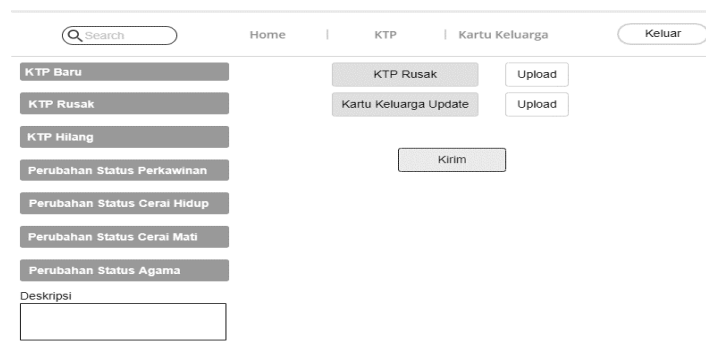 Search
Home | KTP | Kartu Keluarga
Keluar
KTP Baru
KTP Rusak
KTP Hilang
Perubahan Status Perkawinan
Perubahan Status Cerai Hidup
Perubahan Status Cerai Mati
Perubahan Status Agama
Deskripsi
KTP Rusak
Upload
Kartu Keluarga Update
Upload
Kirim